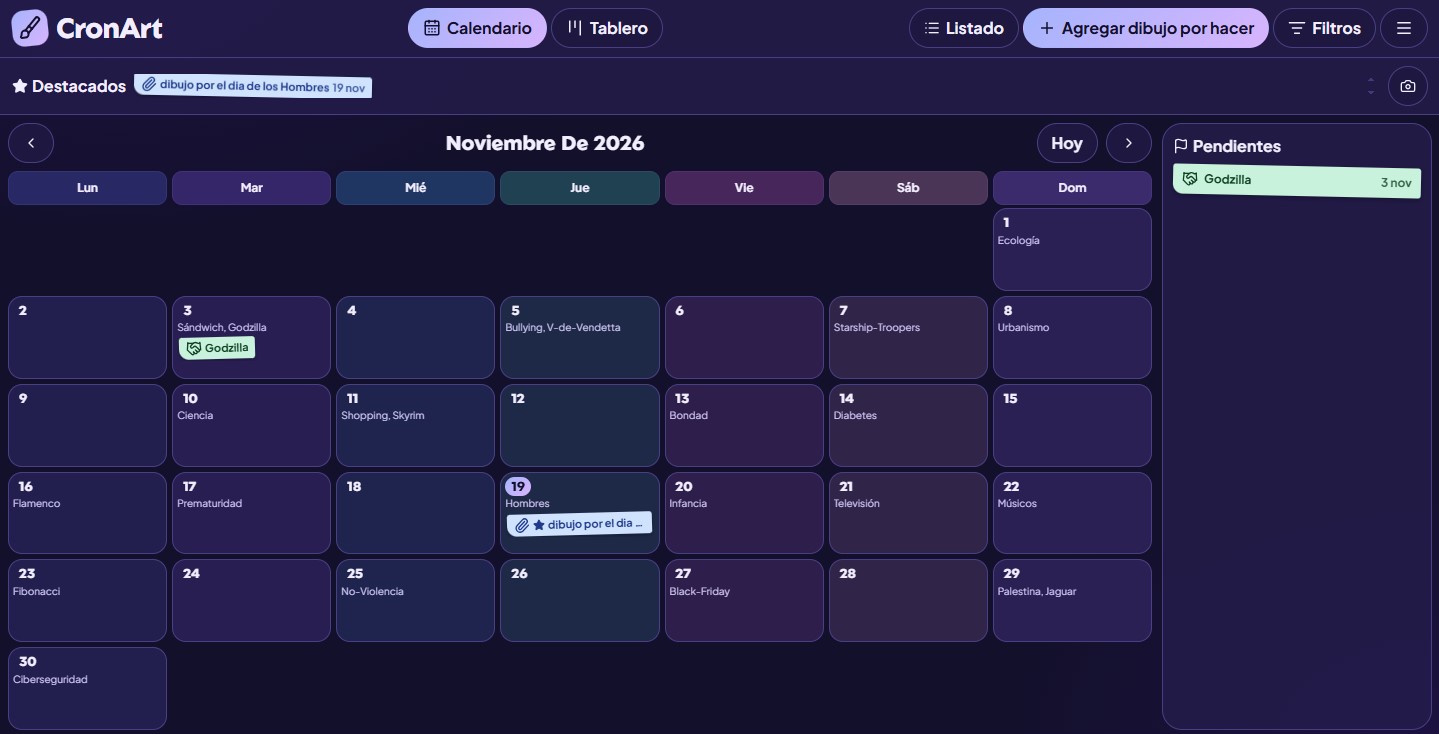 CronArt
Calendario
Tablero
Listado
Agregar dibujo por hacer
Filtros
Destacados
dibujo por el dia de los Hombres 19 nov
Noviembre De 2026
Hoy
Pendientes
Godzilla 3 nov
Lun Mar Mié Jue Vie Sáb Dom
1
Ecología
2 3 4 5 6 7 8
Sándwich, Godzilla Bullying, V-de-Vendetta Starship-Troopers Urbanismo
Godzilla
9 10 11 12 13 14 15
Ciencia Shopping, Skyrim Bondad Diabetes
16 17 18 19 20 21 22
Flamenco Prematuridad Hombres Infancia Televisión Músicos
dibujo por el dia ...
23 24 25 26 27 28 29
Fibonacci No-Violencia Black-Friday Palestina, Jaguar
30
Ciberseguridad